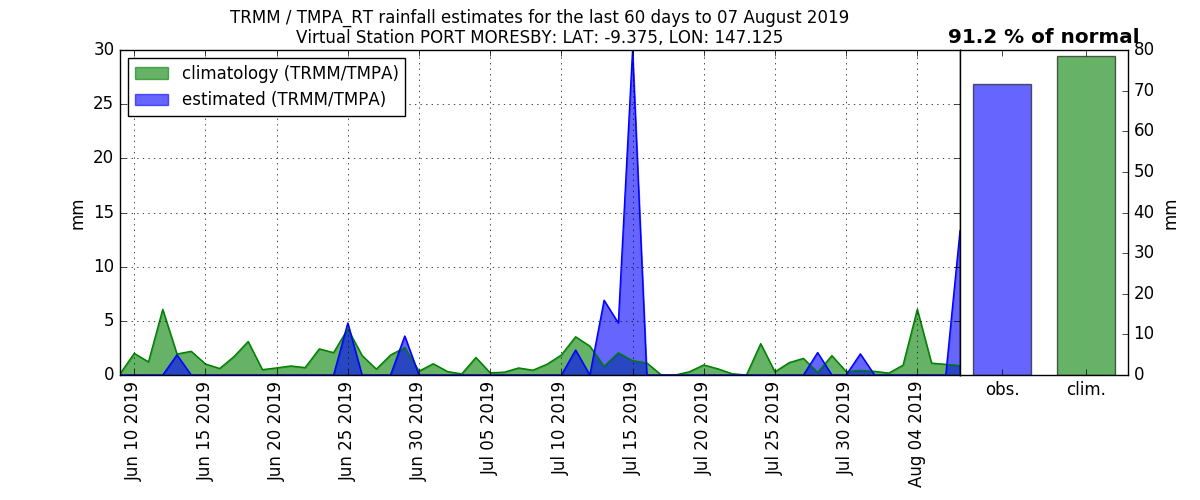 TRMM / TMPA_RT rainfall estimates for the last 60 days to 07 August 2019
Virtual Station PORT MORESBY: LAT: -9.375, LON: 147.125
91.2 % of normal
climatology (TRMM/TMPA)
estimated (TRMM/TMPA)
30
25
20
15
10
5
0
mm
Jun 10 2019
Jun 15 2019
Jun 20 2019
Jun 25 2019
Jun 30 2019
Jul 05 2019
Jul 10 2019
Jul 15 2019
Jul 20 2019
Jul 25 2019
Jul 30 2019
Aug 04 2019
obs.
clim.
80
70
60
50
40
30
20
10
0
mm